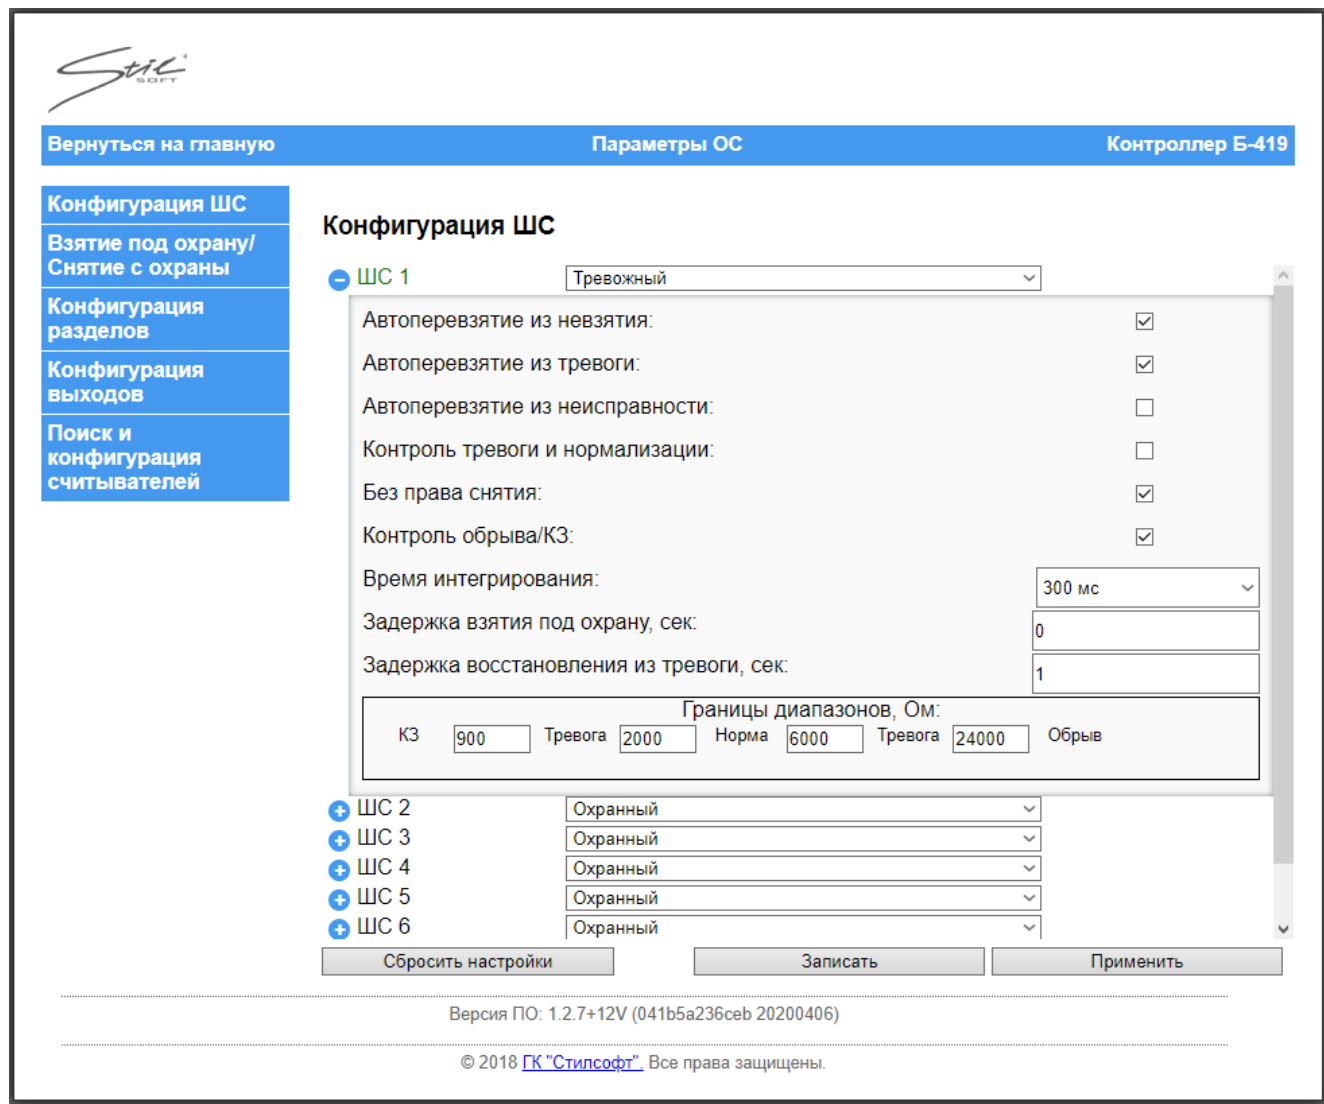 Stil
SOFT
Вернуться на главную Параметры ОС Контроллер Б-419
Конфигурация ШС
Взятие под охрану/
Снятие с охраны
Конфигурация
разделов
Конфигурация
выходов
Поиск и
конфигурация
считывателей
Конфигурация ШС
ШС 1 Тревожный
Автоперевзятие из невзятия:
Автоперевзятие из тревоги:
Автоперевзятие из неисправности:
Контроль тревоги и нормализации:
Без права снятия:
Контроль обрыва/КЗ:
Время интегрирования: 300 мс
Задержка взятия под охрану, сек: 0
Задержка восстановления из тревоги, сек: 1
Границы диапазонов, Ом:
КЗ 900 Тревога 2000 Норма 6000 Тревога 24000 Обрыв
ШС 2 Охранный
ШС 3 Охранный
ШС 4 Охранный
ШС 5 Охранный
ШС 6 Охранный
Сбросить настройки Записать Применить
Версия ПО: 1.2.7+12V (041b5a236ceb 20200406)
© 2018 ГК "Стилсофт". Все права защищены.